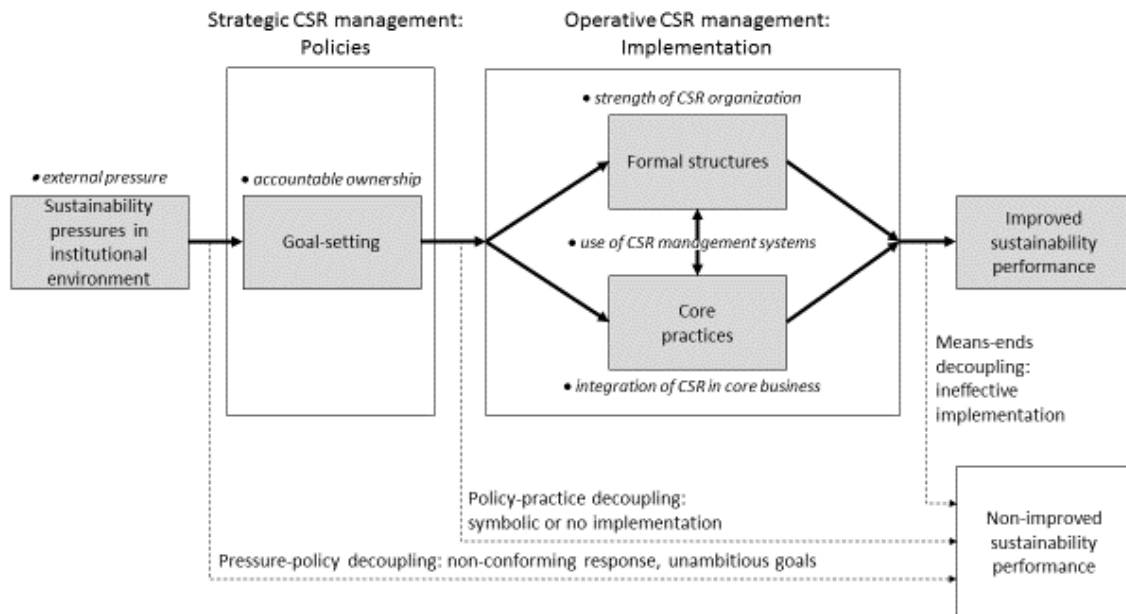 Strategic CSR management:
Policies
Operative CSR management:
Implementation
• strength of CSR organization
Formal structures
• external pressure
Sustainability
pressures in
institutional
environment
• accountable ownership
Goal-setting
• use of CSR management systems
Core
practices
• integration of CSR in core business
Improved
sustainability
performance
Means-ends
decoupling:
ineffective
implementation
Policy-practice decoupling:
symbolic or no implementation
Pressure-policy decoupling: non-conforming response, unambitious goals
Non-improved
sustainability
performance